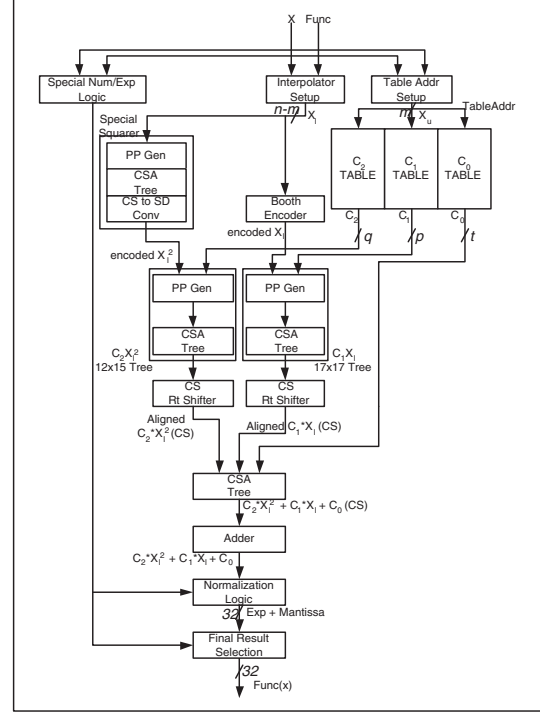 X Func
Special Num/Exp
Logic
Interpolator
Setup
Table Addr
Setup
n-m
X_l
m
X_u
TableAddr
Special
Squarer
PP Gen
CSA
Tree
CS to SD
Conv
Booth
Encoder
C_2
TABLE
C_1
TABLE
C_0
TABLE
C_2
C_1
C_0
encoded X_l
q
p
t
encoded X_l^2
PP Gen
PP Gen
CSA
Tree
CSA
Tree
C_2X_l^2
12x15 Tree
C_1X_l
17x17 Tree
CS
Rt Shifter
CS
Rt Shifter
Aligned
C_2*X_l^2(CS)
Aligned
C_1*X_l (CS)
CSA
Tree
C_2*X_l^2 + C_1*X_l + C_0 (CS)
Adder
C_2*X_l^2 + C_1*X_l + C_0
Normalization
Logic
32
Exp + Mantissa
Final Result
Selection
32
Func(x)